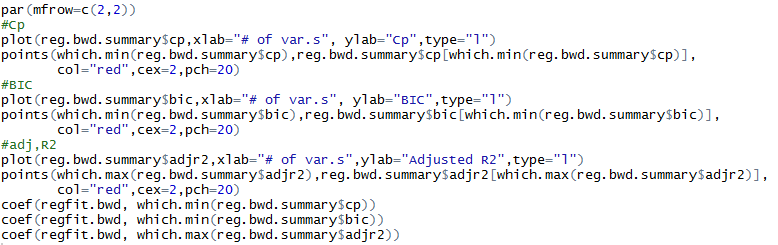 par(mfrow=c(2,2))
#Cp
plot(reg.bwd.summary$cp,xlab="# of var.s", ylab="Cp",type="l")
points(which.min(reg.bwd.summary$cp),reg.bwd.summary$cp[which.min(reg.bwd.summary$cp)],
       col="red",cex=2,pch=20)
#BIC
plot(reg.bwd.summary$bic,xlab="# of var.s", ylab="BIC",type="l")
points(which.min(reg.bwd.summary$bic),reg.bwd.summary$bic[which.min(reg.bwd.summary$bic)],
       col="red",cex=2,pch=20)
#adj,R2
plot(reg.bwd.summary$adjr2,xlab="# of var.s",ylab="Adjusted R2",type="l")
points(which.max(reg.bwd.summary$adjr2),reg.bwd.summary$adjr2[which.max(reg.bwd.summary$adjr2)],
       col="red",cex=2,pch=20)
coef(regfit.bwd, which.min(reg.bwd.summary$cp))
coef(regfit.bwd, which.min(reg.bwd.summary$bic))
coef(regfit.bwd, which.max(reg.bwd.summary$adjr2))